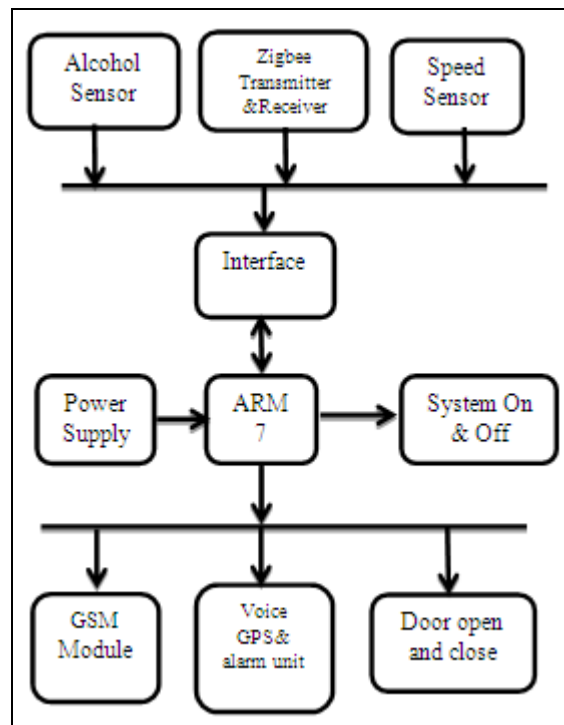 Alcohol
Sensor
Zigbee
Transmitter
&Receiver
Speed
Sensor
Interface
Power
Supply
ARM
7
System On
& Off
GSM
Module
Voice
GPS&
alarm unit
Door open
and close